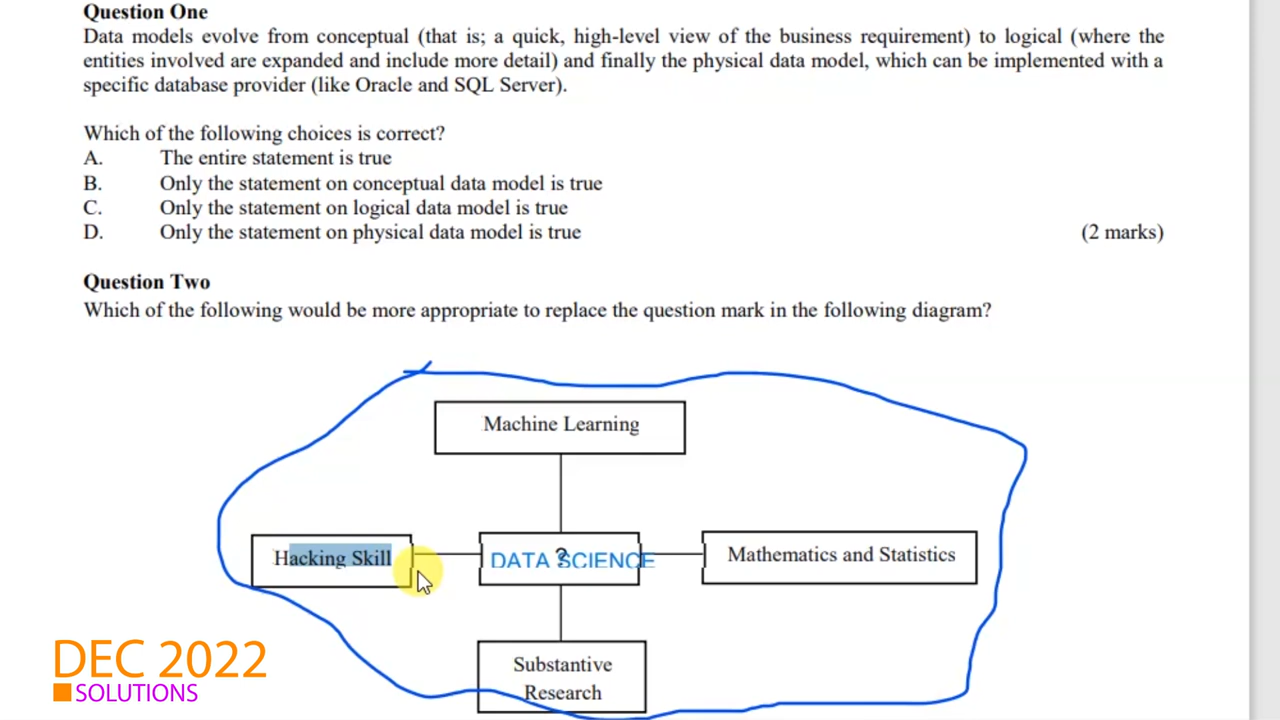 Question One
Data models evolve from conceptual (that is; a quick, high-level view of the business requirement) to logical (where the
entities involved are expanded and include more detail) and finally the physical data model, which can be implemented with a
specific database provider (like Oracle and SQL Server).
Which of the following choices is correct?
A. The entire statement is true
B. Only the statement on conceptual data model is true
C. Only the statement on logical data model is true
D. Only the statement on physical data model is true (2 marks)
Question Two
Which of the following would be more appropriate to replace the question mark in the following diagram?
Machine Learning
Hacking Skill
?
DATA SCIENCE
Mathematics and Statistics
Substantive
Research
DEC 2022
SOLUTIONS